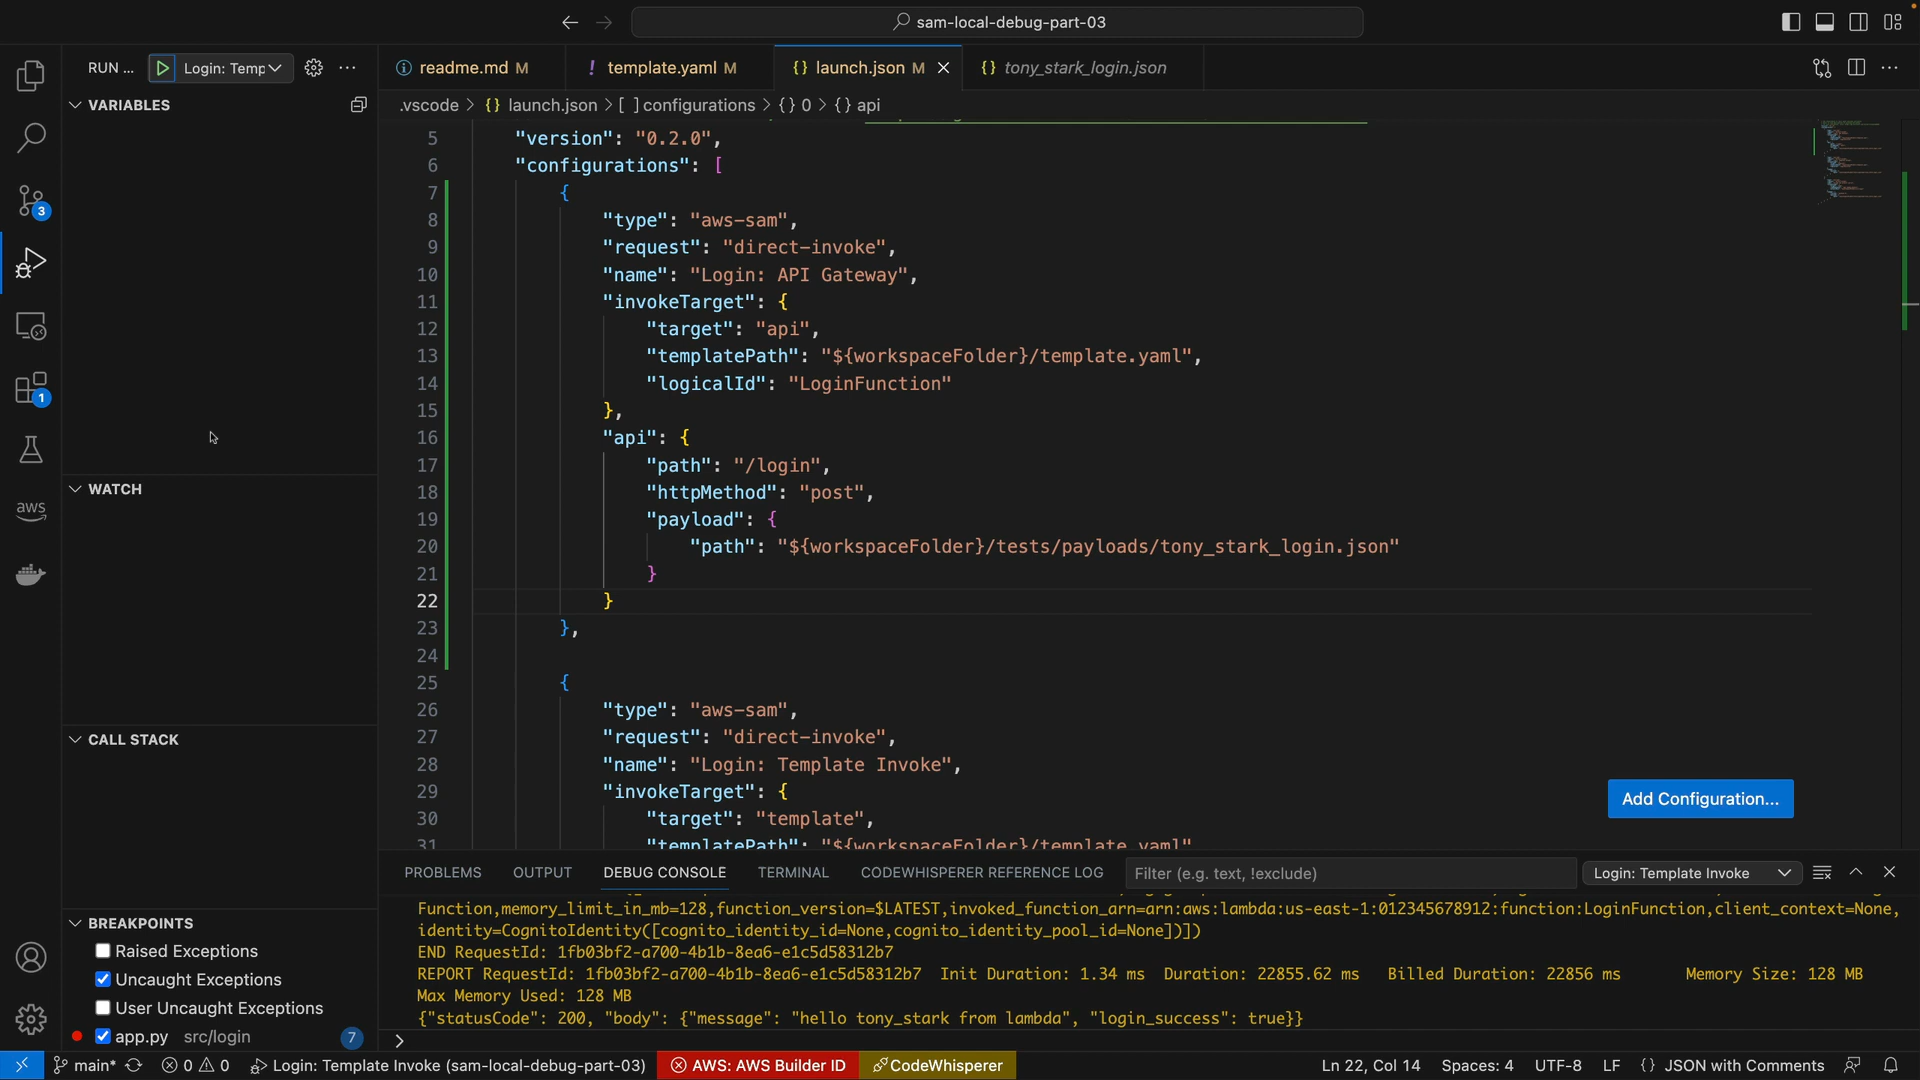 sam-local-debug-part-03
RUN ...
Login: Temp
readme.md M
! template.yaml M
{} launch.json M
{} tony_stark_login.json
VARIABLES
.vscode > {} launch.json > [ ] configurations > {} 0 > {} api
5 "version": "0.2.0",
6 "configurations": [
7 {
8 "type": "aws-sam",
9 "request": "direct-invoke",
10 "name": "Login: API Gateway",
11 "invokeTarget": {
12 "target": "api",
13 "templatePath": "${workspaceFolder}/template.yaml",
14 "logicalId": "LoginFunction"
15 },
16 "api": {
17 "path": "/login",
18 "httpMethod": "post",
19 "payload": {
20 "path": "${workspaceFolder}/tests/payloads/tony_stark_login.json"
21 }
22 }
23 },
24
25 {
26 "type": "aws-sam",
27 "request": "direct-invoke",
28 "name": "Login: Template Invoke",
29 "invokeTarget": {
30 "target": "template",
31 "templatePath": "${workspaceFolder}/template.yaml"
3
1
aws
WATCH
CALL STACK
BREAKPOINTS
Raised Exceptions
Uncaught Exceptions
User Uncaught Exceptions
app.py src/login 7
Add Configuration...
PROBLEMS
OUTPUT
DEBUG CONSOLE
TERMINAL
CODEWHISPERER REFERENCE LOG
Filter (e.g. text, !exclude)
Login: Template Invoke
Function,memory_limit_in_mb=128,function_version=$LATEST,invoked_function_arn=arn:aws:lambda:us-east-1:012345678912:function:LoginFunction,client_context=None,
identity=CognitoIdentity([cognito_identity_id=None,cognito_identity_pool_id=None])])
END RequestId: 1fb03bf2-a700-4b1b-8ea6-e1c5d58312b7
REPORT RequestId: 1fb03bf2-a700-4b1b-8ea6-e1c5d58312b7 Init Duration: 1.34 ms Duration: 22855.62 ms Billed Duration: 22856 ms Memory Size: 128 MB
Max Memory Used: 128 MB
{"statusCode": 200, "body": {"message": "hello tony_stark from lambda", "login_success": true}}
>
main*
0 0
Login: Template Invoke (sam-local-debug-part-03)
AWS: AWS Builder ID
CodeWhisperer
Ln 22, Col 14
Spaces: 4
UTF-8
LF
{} JSON with Comments